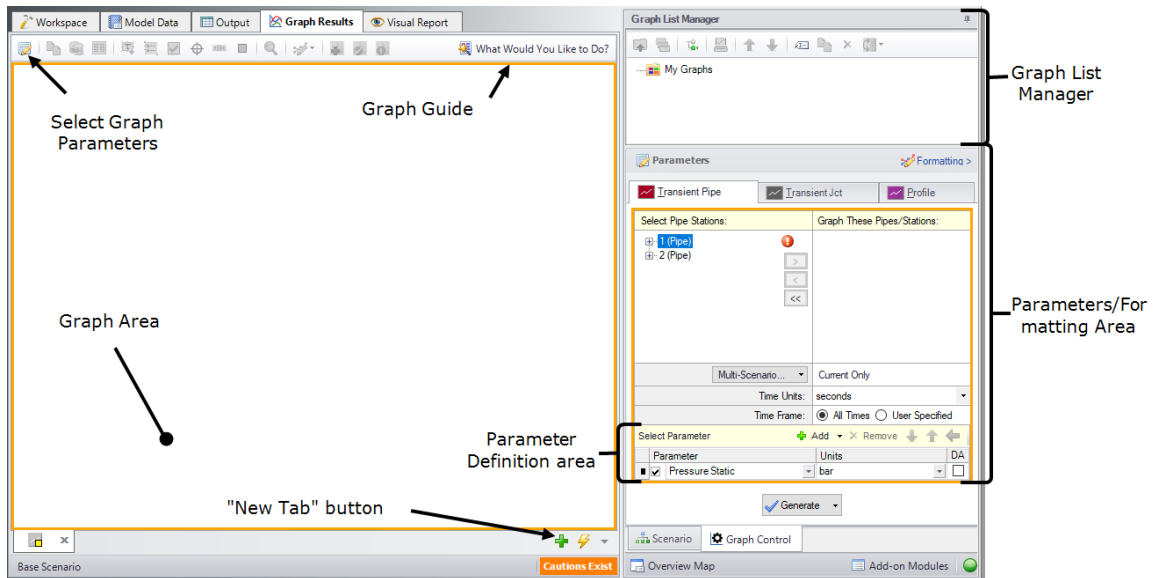 Workspace Model Data Output Graph Results Visual Report
What Would You Like to Do?
Select Graph
Parameters
Graph Guide
Graph Area
Parameter
Definition area
"New Tab" button
Base Scenario
Cautions Exist
Graph List Manager
My Graphs
Graph List
Manager
Parameters
Formatting >
Transient Pipe Transient Jct Profile
Select Pipe Stations: Graph These Pipes/Stations:
1 (Pipe)
2 (Pipe)
>
<
<<
Parameters/For
matting Area
Multi-Scenario... Current Only
Time Units: seconds
Time Frame: All Times User Specified
Select Parameter Add Remove
Parameter Units DA
Pressure Static bar
Generate
Scenario Graph Control
Overview Map Add-on Modules